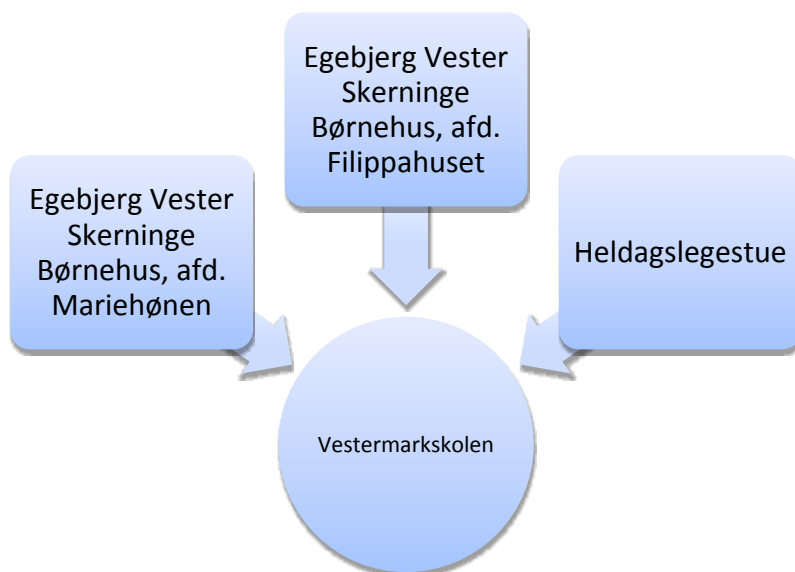 Egebjerg Vester
Skerninge
Børnehus, afd.
Filippahuset
Egebjerg Vester
Skerninge
Børnehus, afd.
Mariehønen
Heldagslegestue
Vestermarkskolen